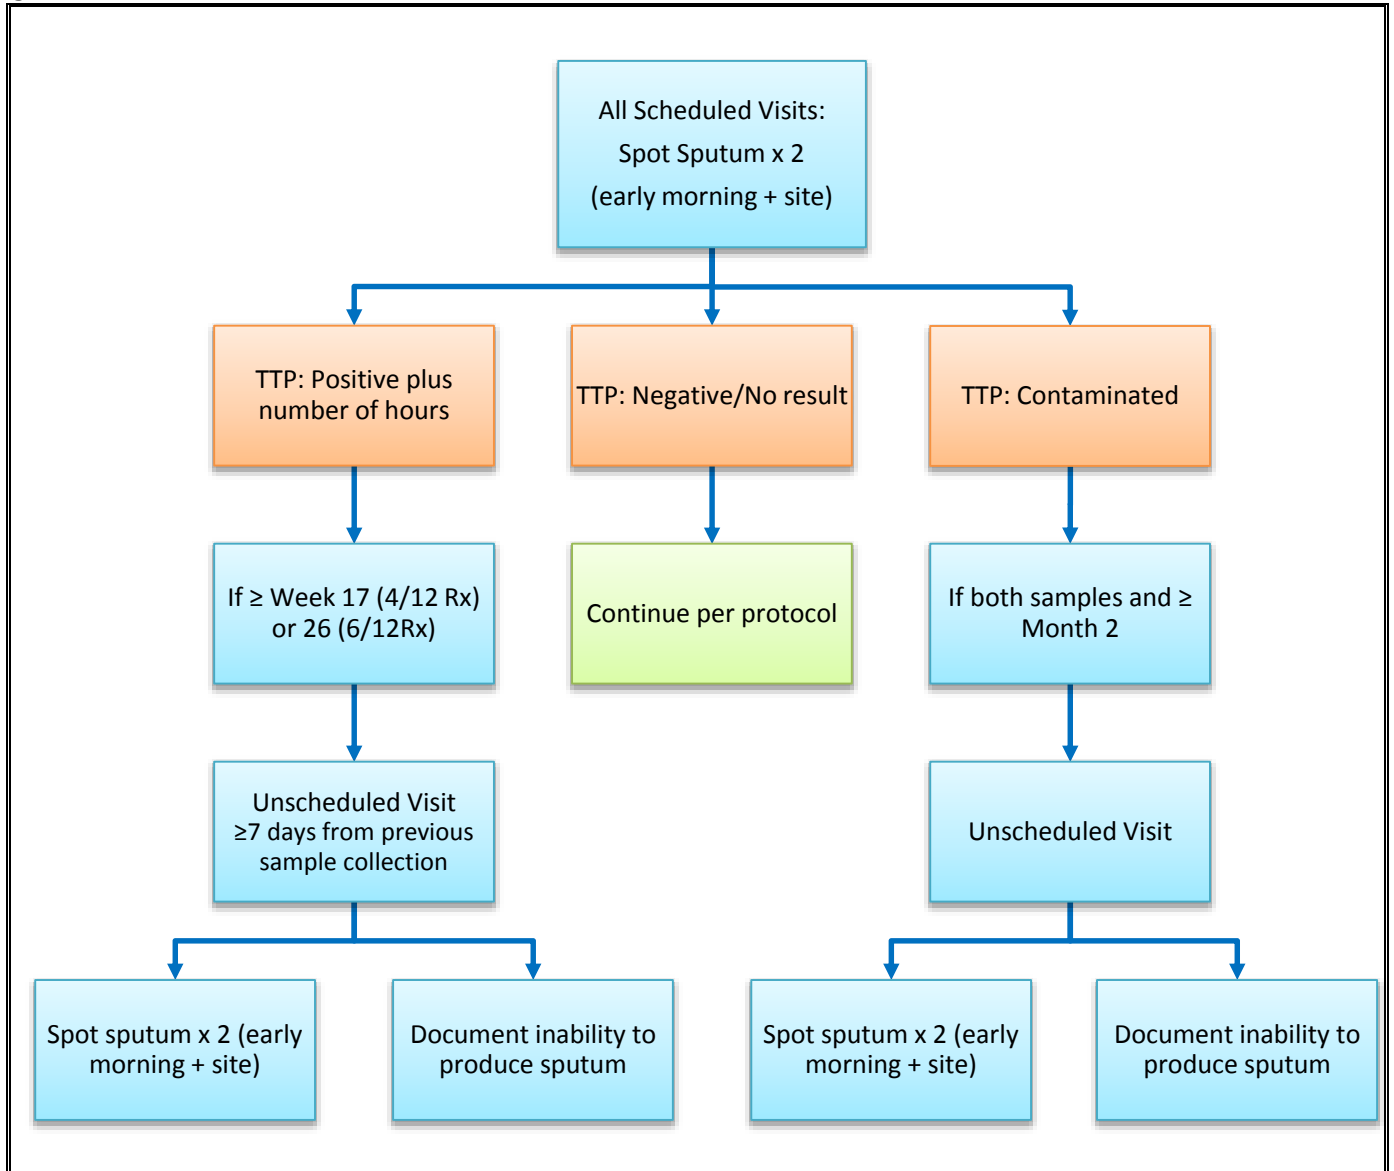 All Scheduled Visits:
Spot Sputum x 2
(early morning + site)
TTP: Positive plus
number of hours
TTP: Negative/No result
TTP: Contaminated
If ≥ Week 17 (4/12 Rx)
or 26 (6/12Rx)
Continue per protocol
If both samples and ≥
Month 2
Unscheduled Visit
≥7 days from previous
sample collection
Unscheduled Visit
Spot sputum x 2 (early
morning + site)
Document inability to
produce sputum
Spot sputum x 2 (early
morning + site)
Document inability to
produce sputum